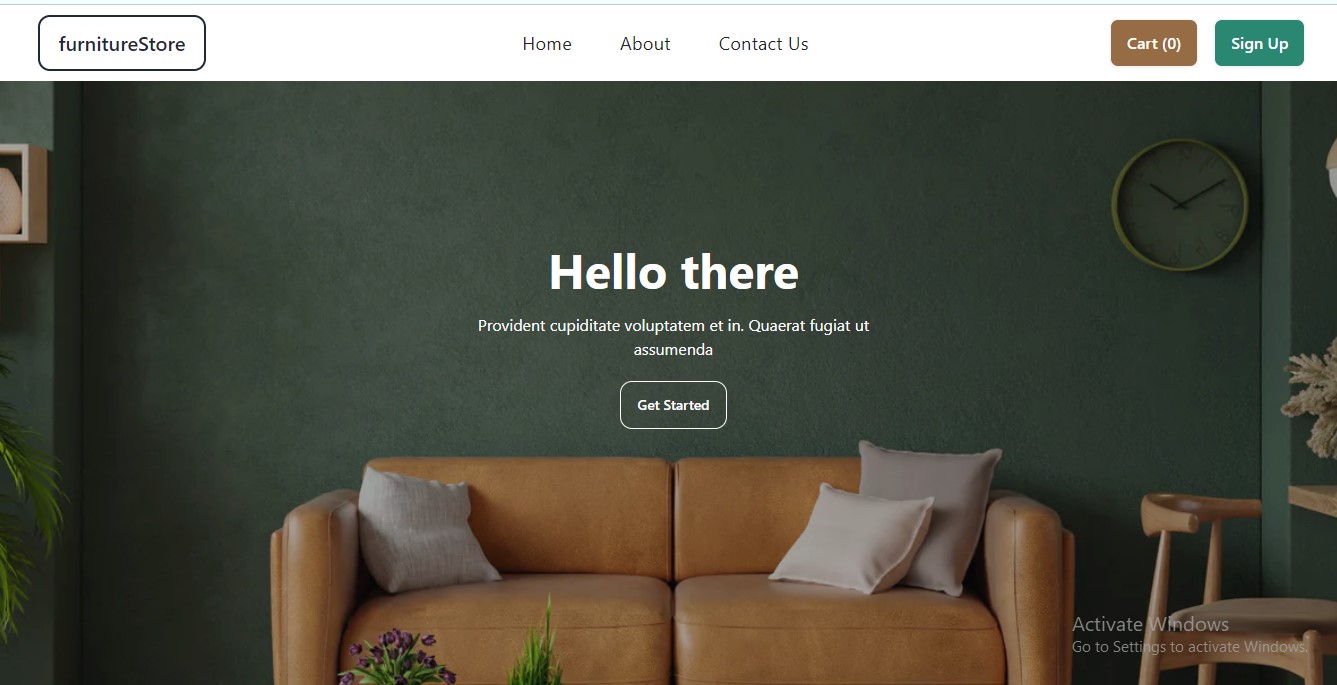 furnitureStore
Home
About
Contact Us
Cart (0)
Sign Up
Hello there
Provident cupiditate voluptatem et in. Quaerat fugiat ut
assumenda
Get Started
Activate Windows
Go to Settings to activate Windows.